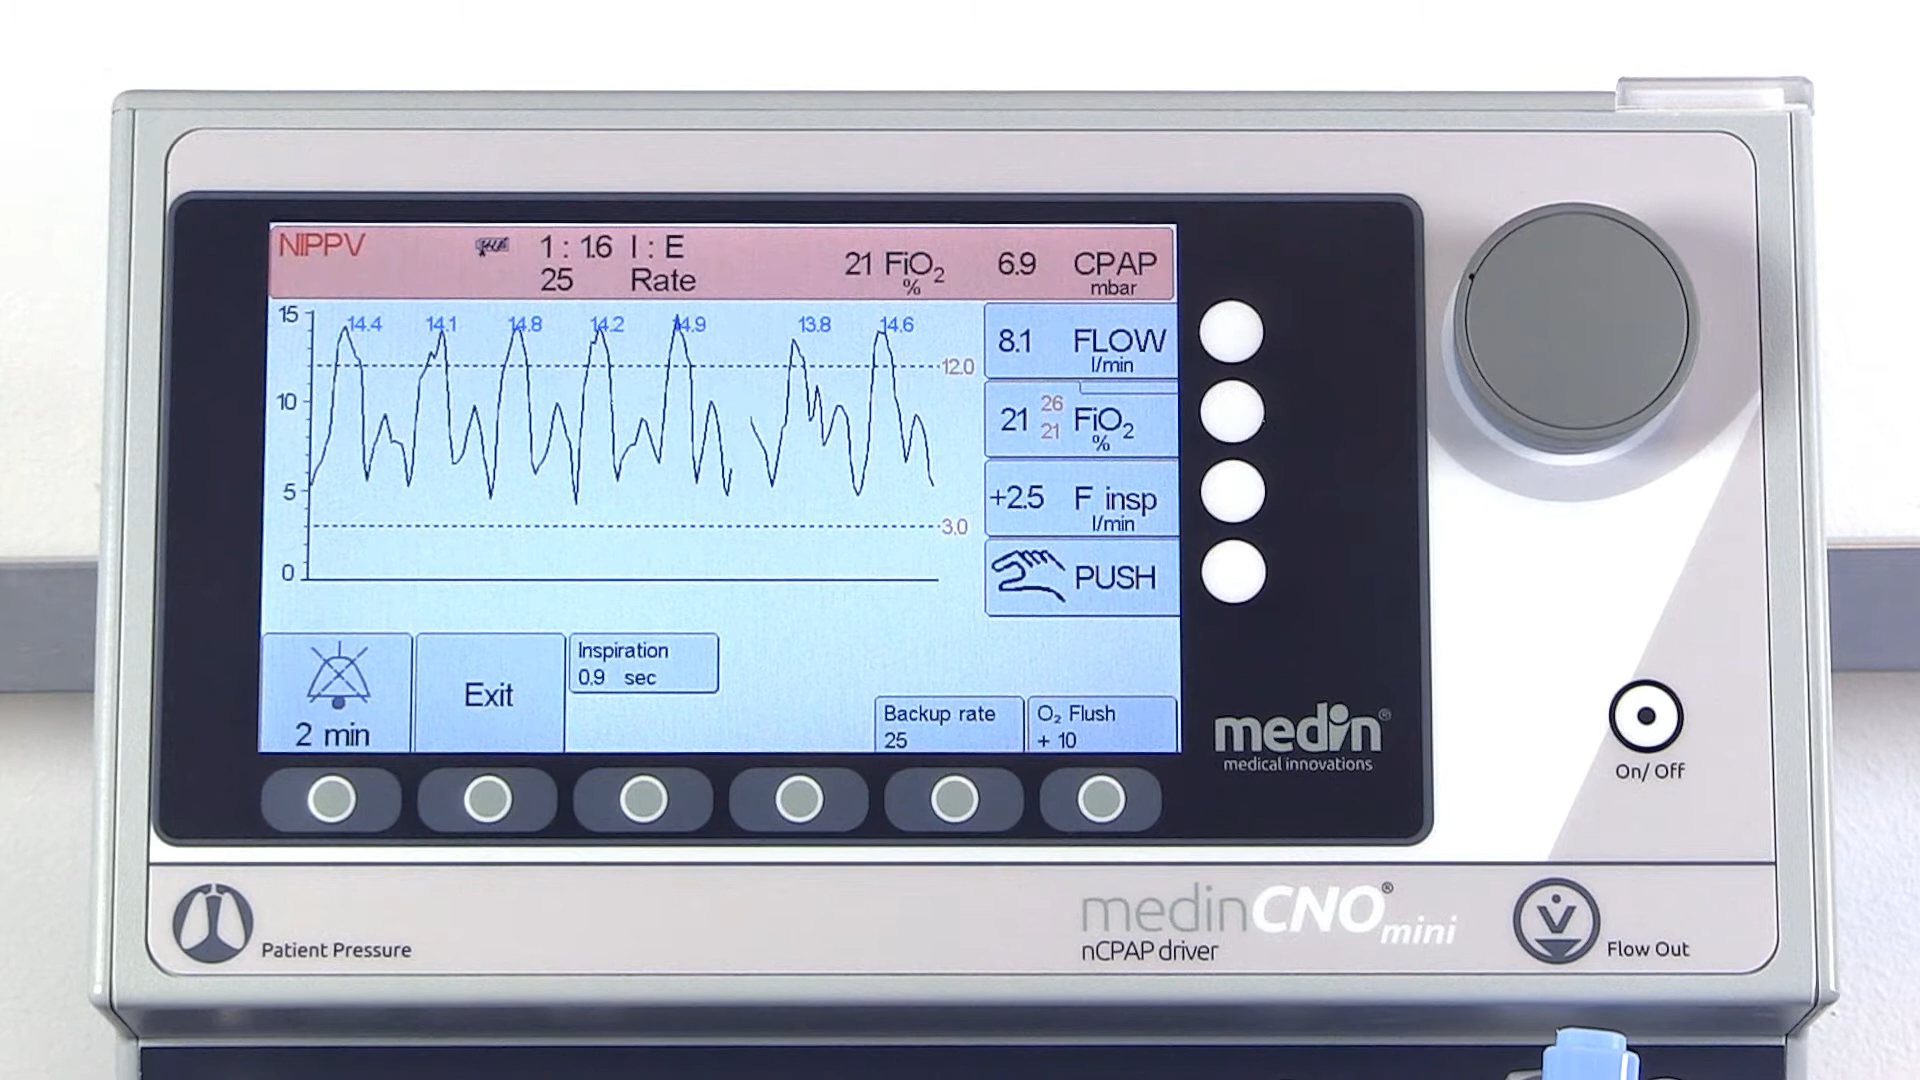 NIPPV
1 : 1.6 I : E
25 Rate
21 FiO2 %
6.9 CPAP mbar
15
14.4 14.1 14.8 14.2 14.9 13.8 14.6
12.0
10
5
3.0
0
8.1 FLOW
l/min
21 26 21 FiO2
%
+2.5 F insp
l/min
PUSH
2 min
Exit
Inspiration
0.9 sec
Backup rate
25
O2 Flush
+ 10
medin®
medical innovations
On/ Off
Patient Pressure
medinCNO® mini
nCPAP driver
Flow Out